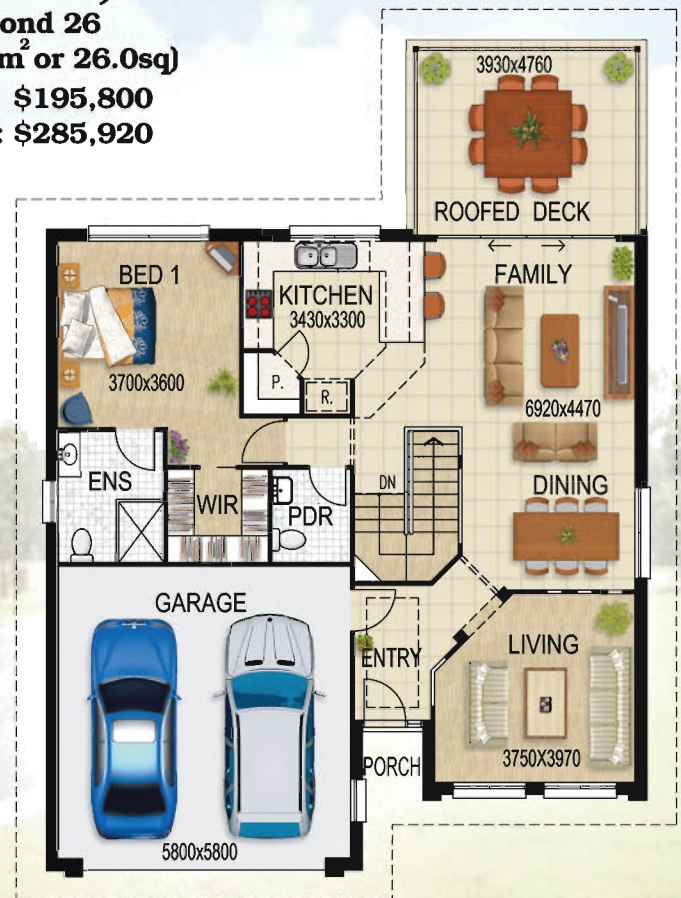 ond 26
m² or 26.0sq)
$195,800
: $285,920
3930x4760
ROOFED DECK
BED 1
3700x3600
KITCHEN
3430x3300
FAMILY
6920x4470
P.
R.
ENS
WIR
PDR
DN
DINING
GARAGE
5800x5800
ENTRY
LIVING
3750X3970
PORCH